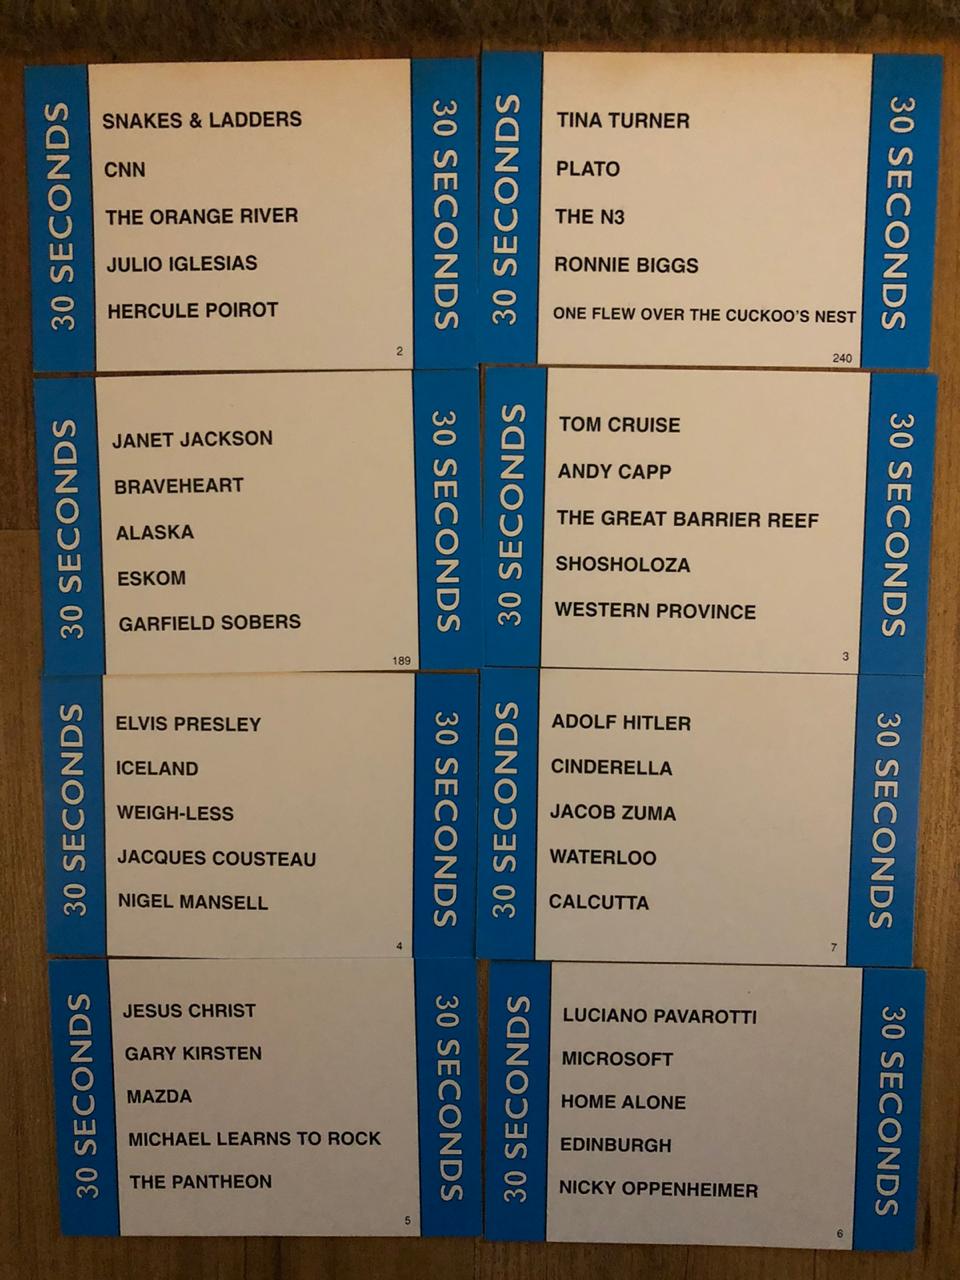 30 SECONDS
SNAKES & LADDERS
CNN
THE ORANGE RIVER
JULIO IGLESIAS
HERCULE POIROT
2
30 SECONDS
30 SECONDS
TINA TURNER
PLATO
THE N3
RONNIE BIGGS
ONE FLEW OVER THE CUCKOO'S NEST
240
30 SECONDS
30 SECONDS
JANET JACKSON
BRAVEHEART
ALASKA
ESKOM
GARFIELD SOBERS
189
30 SECONDS
30 SECONDS
TOM CRUISE
ANDY CAPP
THE GREAT BARRIER REEF
SHOSHOLOZA
WESTERN PROVINCE
3
30 SECONDS
30 SECONDS
ELVIS PRESLEY
ICELAND
WEIGH-LESS
JACQUES COUSTEAU
NIGEL MANSELL
4
30 SECONDS
30 SECONDS
ADOLF HITLER
CINDERELLA
JACOB ZUMA
WATERLOO
CALCUTTA
7
30 SECONDS
30 SECONDS
JESUS CHRIST
GARY KIRSTEN
MAZDA
MICHAEL LEARNS TO ROCK
THE PANTHEON
5
30 SECONDS
30 SECONDS
LUCIANO PAVAROTTI
MICROSOFT
HOME ALONE
EDINBURGH
NICKY OPPENHEIMER
6
30 SECONDS